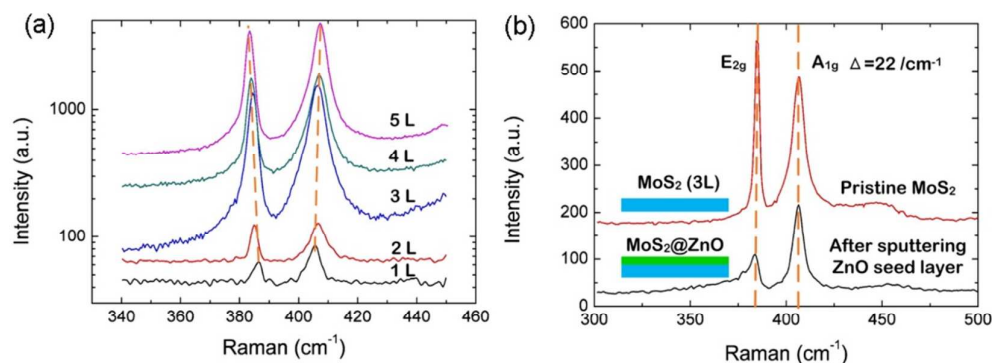 (a)
Intensity (a.u.)
1000
100
5 L
4 L
3 L
2 L
1 L
340 360 380 400 420 440 460
Raman (cm-1)
(b)
Intensity (a.u.)
600
500
400
300
200
100
0
E2g
A1g Δ=22 /cm-1
MoS2 (3L)
Pristine MoS2
MoS2@ZnO
After sputtering
ZnO seed layer
300 350 400 450 500
Raman (cm-1)